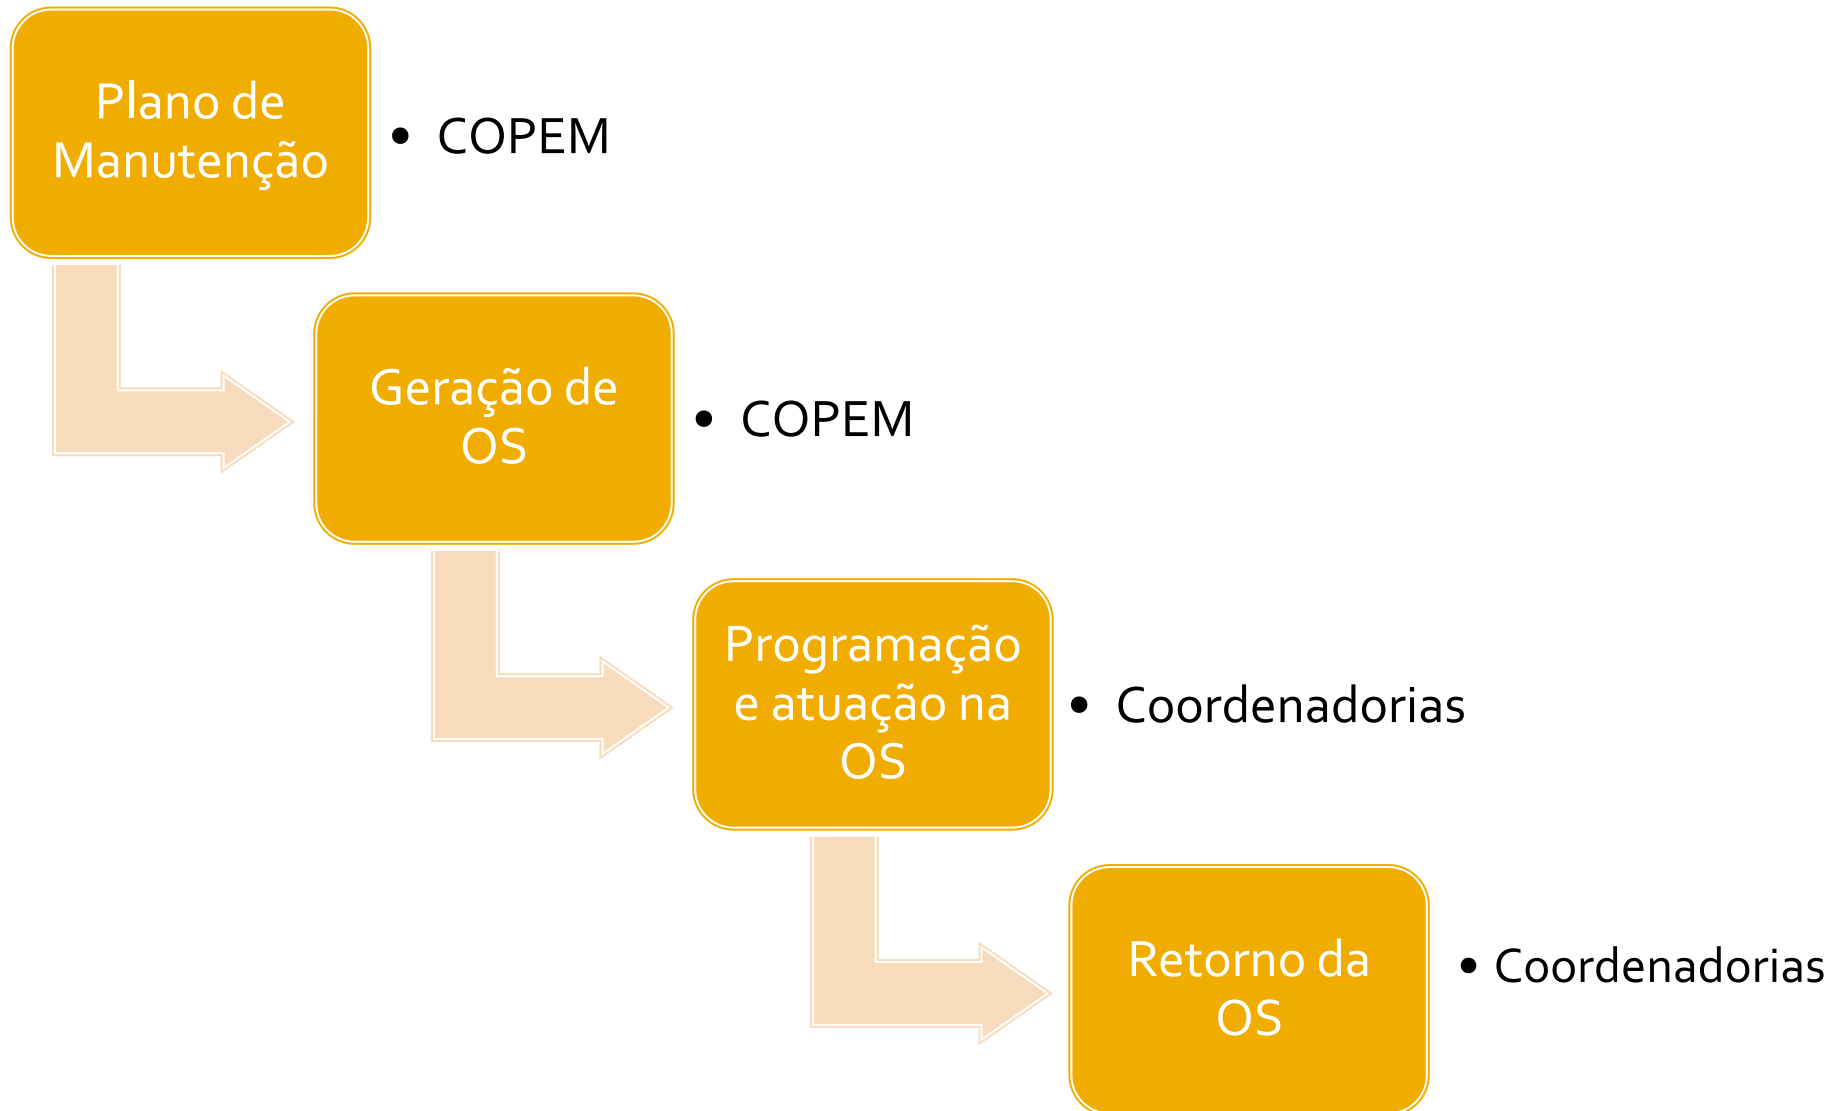 Plano de
Manutenção
• COPEM
Geração de
OS
• COPEM
Programação
e atuação na
OS
• Coordenadorias
Retorno da
OS
• Coordenadorias